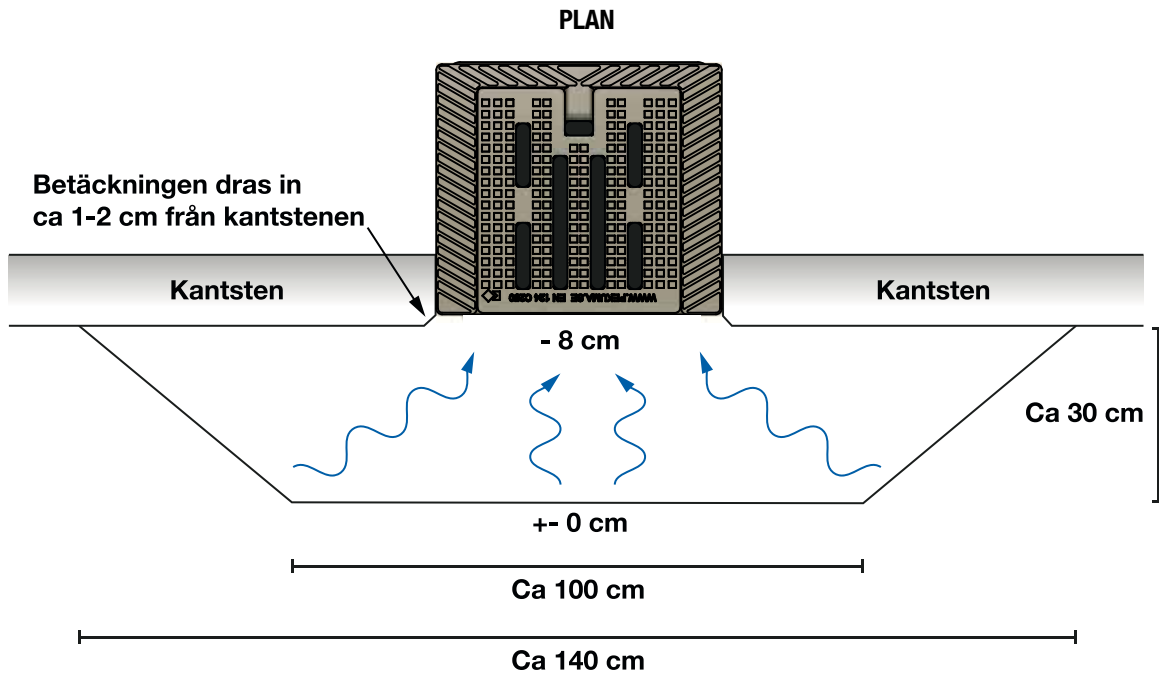 PLAN
Betäckningen dras in
ca 1-2 cm från kantstenen
Kantsten
Kantsten
- 8 cm
Ca 30 cm
+- 0 cm
Ca 100 cm
Ca 140 cm